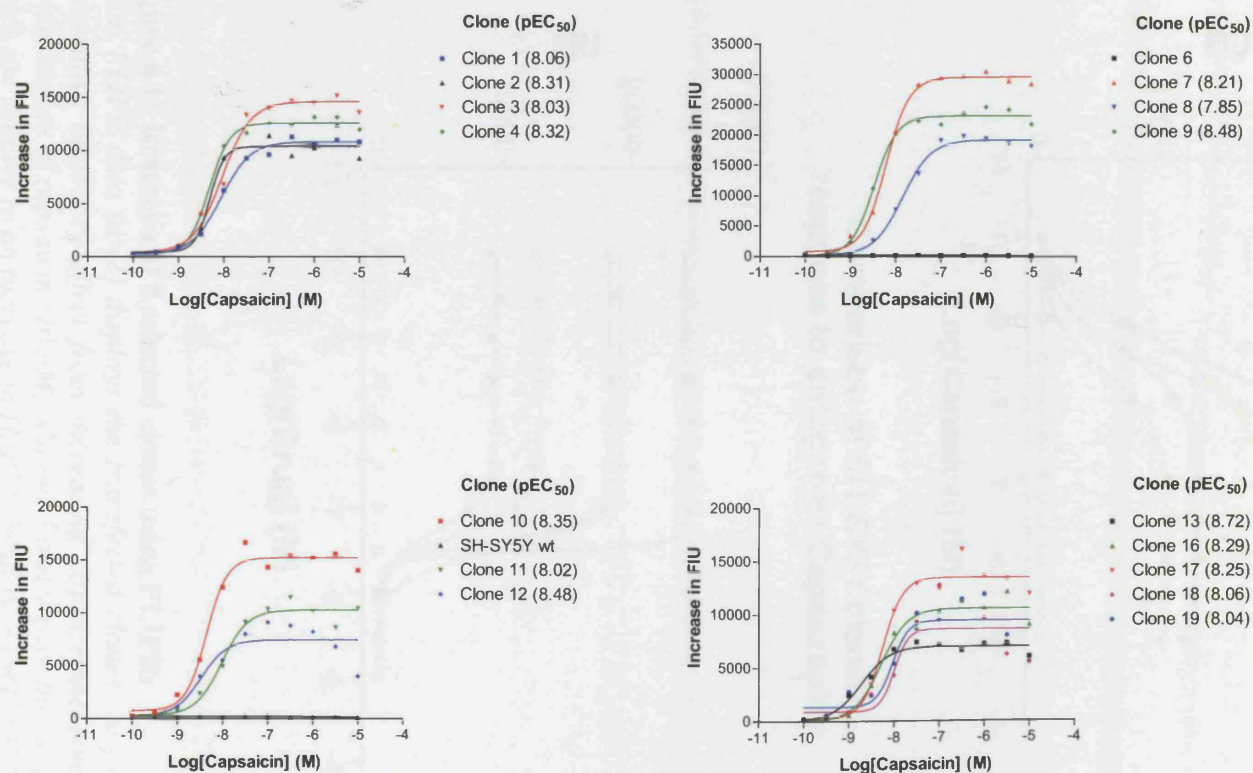 Clone (pEC50)
Clone 1 (8.06)
Clone 2 (8.31)
Clone 3 (8.03)
Clone 4 (8.32)
20000
15000
10000
5000
0
Increase in FIU
-11 -10 -9 -8 -7 -6 -5 -4
Log[Capsaicin] (M)
Clone (pEC50)
Clone 6
Clone 7 (8.21)
Clone 8 (7.85)
Clone 9 (8.48)
35000
30000
25000
20000
15000
10000
5000
0
Increase in FIU
-11 -10 -9 -8 -7 -6 -5 -4
Log[Capsaicin] (M)
Clone (pEC50)
Clone 10 (8.35)
SH-SY5Y wt
Clone 11 (8.02)
Clone 12 (8.48)
20000
15000
10000
5000
0
Increase in FIU
-11 -10 -9 -8 -7 -6 -5 -4
Log[Capsaicin] (M)
Clone (pEC50)
Clone 13 (8.72)
Clone 16 (8.29)
Clone 17 (8.25)
Clone 18 (8.06)
Clone 19 (8.04)
20000
15000
10000
5000
0
Increase in FIU
-11 -10 -9 -8 -7 -6 -5 -4
Log[Capsaicin] (M)